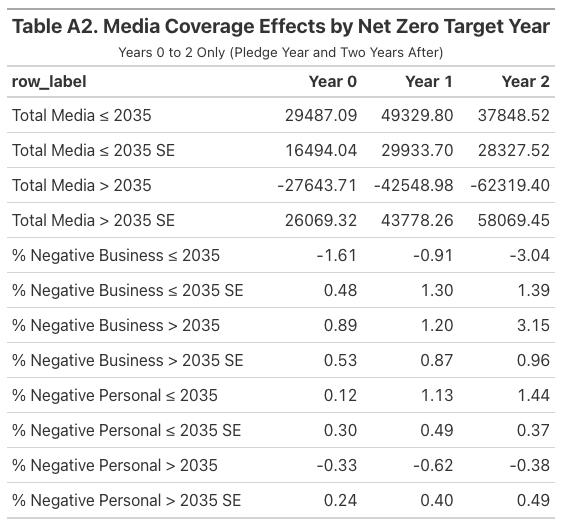 Table A2. Media Coverage Effects by Net Zero Target Year
Years 0 to 2 Only (Pledge Year and Two Years After)
row_label Year 0 Year 1 Year 2
Total Media ≤ 2035 29487.09 49329.80 37848.52
Total Media ≤ 2035 SE 16494.04 29933.70 28327.52
Total Media > 2035 -27643.71 -42548.98 -62319.40
Total Media > 2035 SE 26069.32 43778.26 58069.45
% Negative Business ≤ 2035 -1.61 -0.91 -3.04
% Negative Business ≤ 2035 SE 0.48 1.30 1.39
% Negative Business > 2035 0.89 1.20 3.15
% Negative Business > 2035 SE 0.53 0.87 0.96
% Negative Personal ≤ 2035 0.12 1.13 1.44
% Negative Personal ≤ 2035 SE 0.30 0.49 0.37
% Negative Personal > 2035 -0.33 -0.62 -0.38
% Negative Personal > 2035 SE 0.24 0.40 0.49